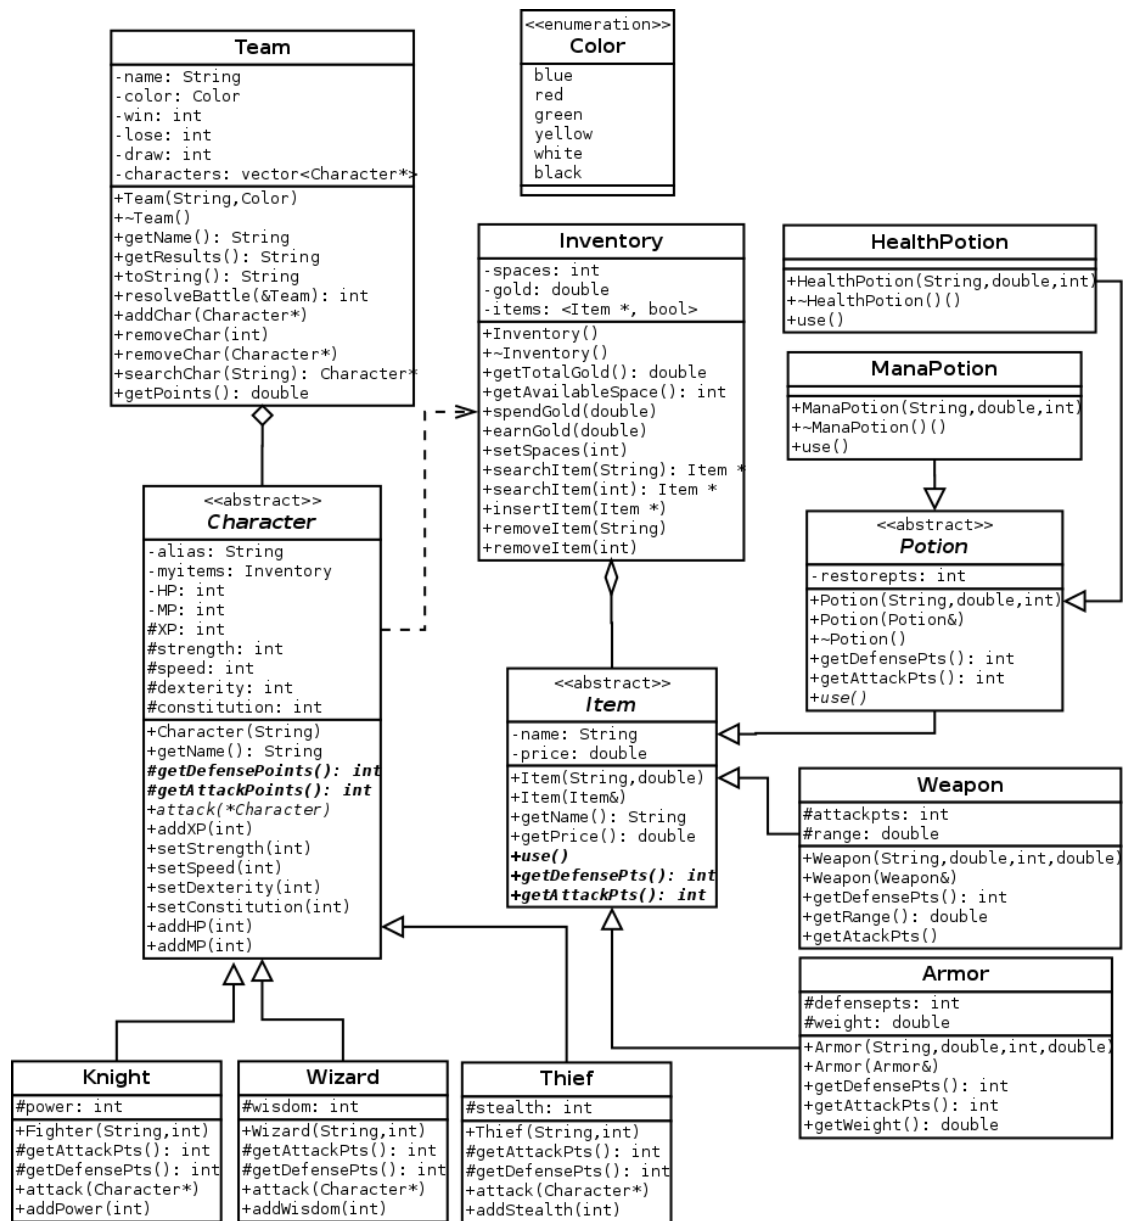 Team
-name: String
-color: Color
-win: int
-lose: int
-draw: int
-characters: vector<Character*>
+Team(String,Color)
+~Team()
+getName(): String
+getResults(): String
+toString(): String
+resolveBattle(&Team): int
+addChar(Character*)
+removeChar(int)
+removeChar(Character*)
+searchChar(String): Character*
+getPoints(): double
<<enumeration>>
Color
blue
red
green
yellow
white
black
Inventory
-spaces: int
-gold: double
-items: <Item *, bool>
+Inventory()
+~Inventory()
+getTotalGold(): double
+getAvailableSpace(): int
+spendGold(double)
+earnGold(double)
+setSpaces(int)
+searchItem(String): Item *
+searchItem(int): Item *
+insertItem(Item *)
+removeItem(String)
+removeItem(int)
HealthPotion
+HealthPotion(String,double,int)
+~HealthPotion()()
+use()
ManaPotion
+ManaPotion(String,double,int)
+~ManaPotion()()
+use()
<<abstract>>
Character
-alias: String
-myitems: Inventory
-HP: int
-MP: int
#XP: int
#strength: int
#speed: int
#dexterity: int
#constitution: int
+Character(String)
+getName(): String
#getDefensePoints(): int
#getAttackPoints(): int
+attack(*Character)
+addXP(int)
+setStrength(int)
+setSpeed(int)
+setDexterity(int)
+setConstitution(int)
+addHP(int)
+addMP(int)
<<abstract>>
Potion
-restorepts: int
+Potion(String,double,int)
+Potion(Potion&)
+~Potion()
+getDefensePts(): int
+getAttackPts(): int
+use()
<<abstract>>
Item
-name: String
-price: double
+Item(String,double)
+Item(Item&)
+getName(): String
+getPrice(): double
+use()
+getDefensePts(): int
+getAttackPts(): int
Weapon
#attackpts: int
#range: double
+Weapon(String,double,int,double)
+Weapon(Weapon&)
+getDefensePts(): int
+getRange(): double
+getAtackPts()
Armor
#defensepts: int
#weight: double
+Armor(String,double,int,double)
+Armor(Armor&)
+getDefensePts(): int
+getAttackPts(): int
+getWeight(): double
Knight
#power: int
+Fighter(String,int)
#getAttackPts(): int
#getDefensePts(): int
+attack(Character*)
+addPower(int)
Wizard
#wisdom: int
+Wizard(String,int)
#getAttackPts(): int
#getDefensePts(): int
+attack(Character*)
+addWisdom(int)
Thief
#stealth: int
+Thief(String,int)
#getAttackPts(): int
#getDefensePts(): int
+attack(Character*)
+addStealth(int)